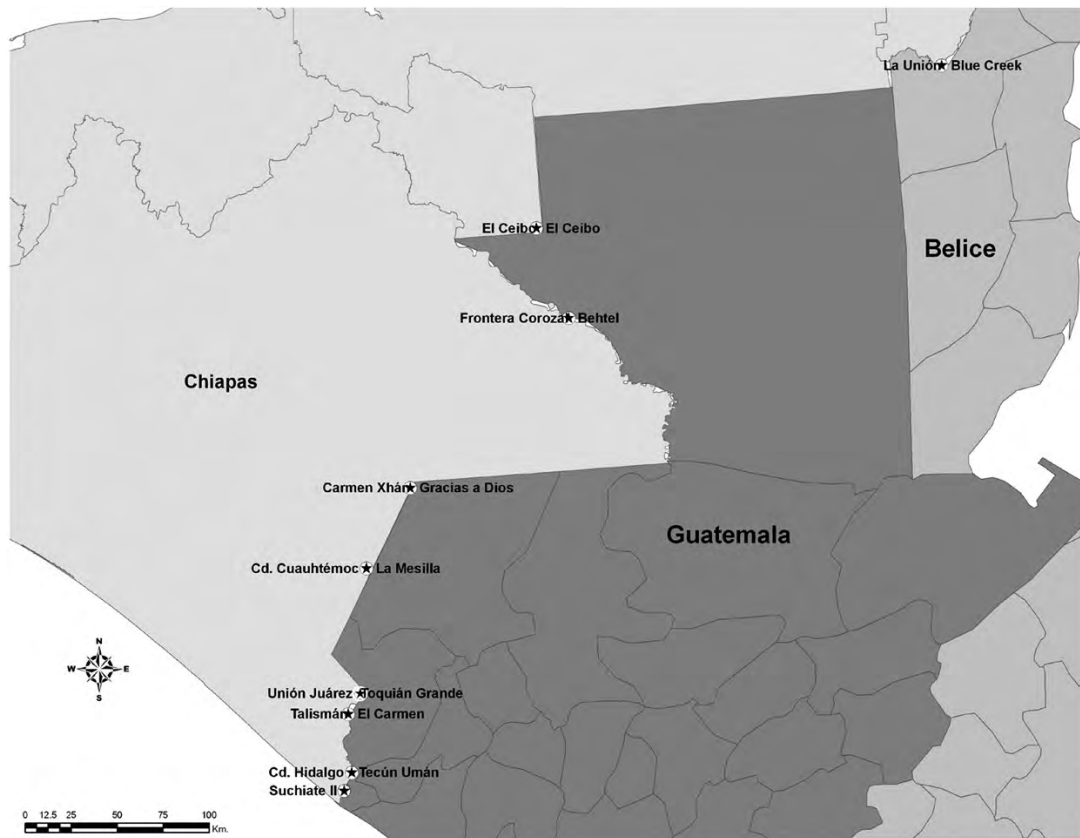 La Unión Blue Creek
El Ceibo El Ceibo
Belice
Frontera Coroza Behtel
Chiapas
Carmen Xhán Gracias a Dios
Guatemala
Cd. Cuauhtémoc La Mesilla
N
W E
S
Unión Juárez Toquián Grande
Talismán El Carmen
Cd. Hidalgo Tecún Umán
Suchiate II
0 12.5 25 50 75 100
Km.